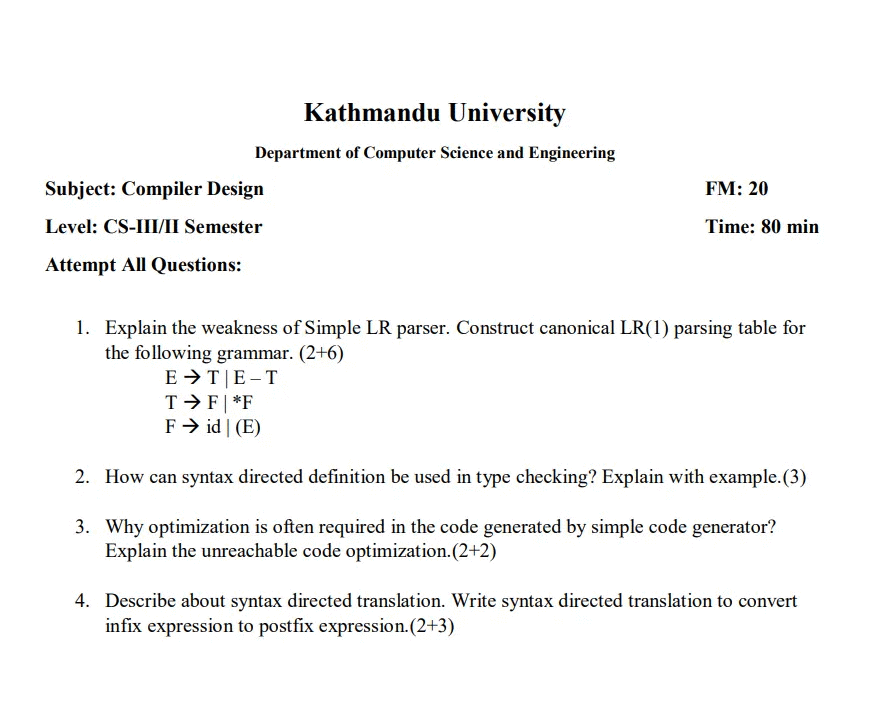 Kathmandu University
Department of Computer Science and Engineering
Subject: Compiler Design FM: 20
Level: CS-III/II Semester Time: 80 min
Attempt All Questions:
1. Explain the weakness of Simple LR parser. Construct canonical LR(1) parsing table for
the following grammar. (2+6)
E → T | E – T
T → F | *F
F → id | (E)
2. How can syntax directed definition be used in type checking? Explain with example.(3)
3. Why optimization is often required in the code generated by simple code generator?
Explain the unreachable code optimization.(2+2)
4. Describe about syntax directed translation. Write syntax directed translation to convert
infix expression to postfix expression.(2+3)